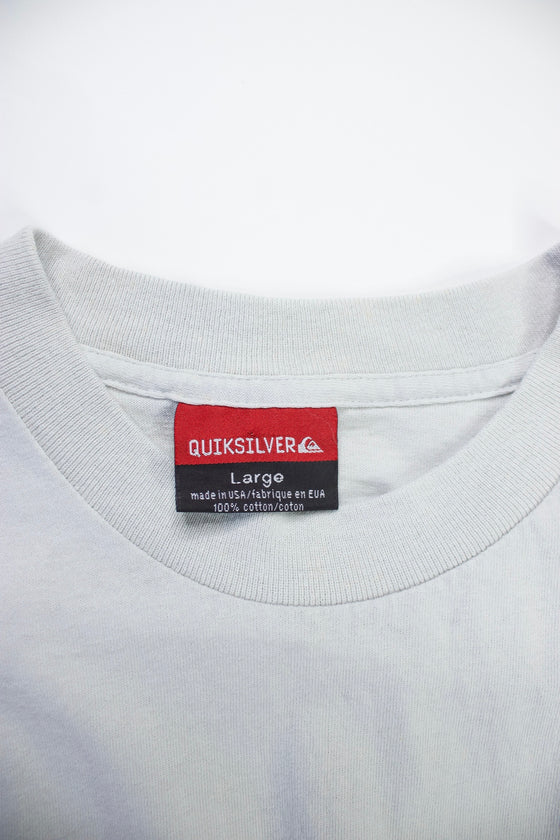 QUIKSILVER
Large
made in USA/fabrique en EUA
100% cotton/coton